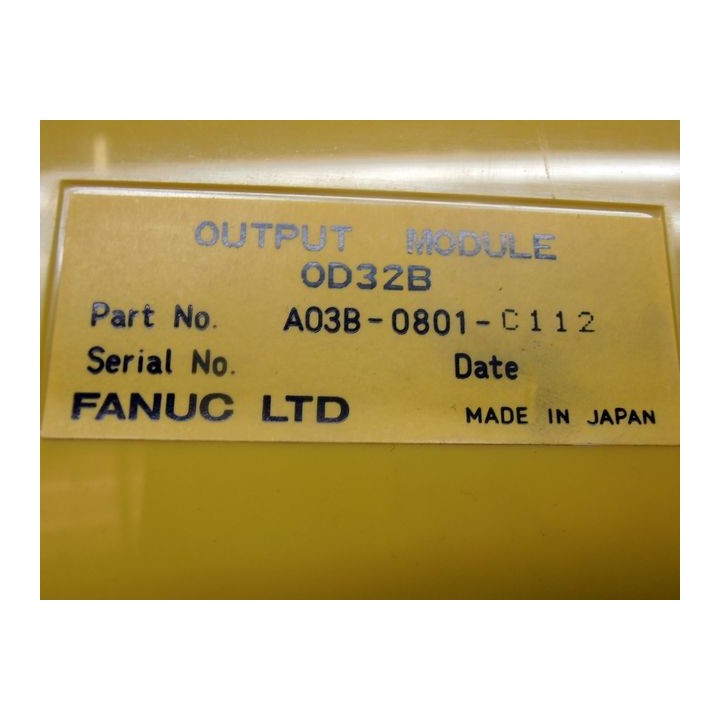 OUTPUT MODULE
OD32B
Part No. A03B-0801-C112
Serial No. Date
FANUC LTD MADE IN JAPAN